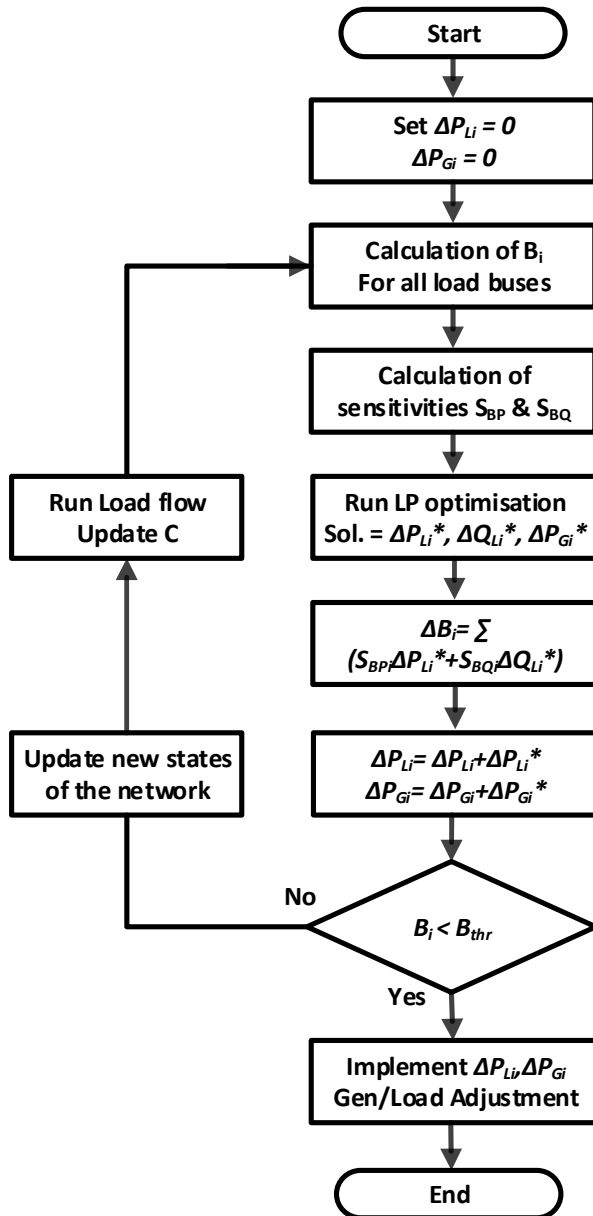 Start
Set ΔP_Li = 0
ΔP_Gi = 0
Calculation of B_i
For all load buses
Calculation of
sensitivities S_BP & S_BQ
Run Load flow
Update C
Run LP optimisation
Sol. = ΔP_Li*, ΔQ_Li*, ΔP_Gi*
ΔB_i= ∑
(S_BPiΔP_Li*+S_BQiΔQ_Li*)
Update new states
of the network
ΔP_Li= ΔP_Li+ΔP_Li*
ΔP_Gi= ΔP_Gi+ΔP_Gi*
No
B_i < B_thr
Yes
Implement ΔP_Li,ΔP_Gi
Gen/Load Adjustment
End